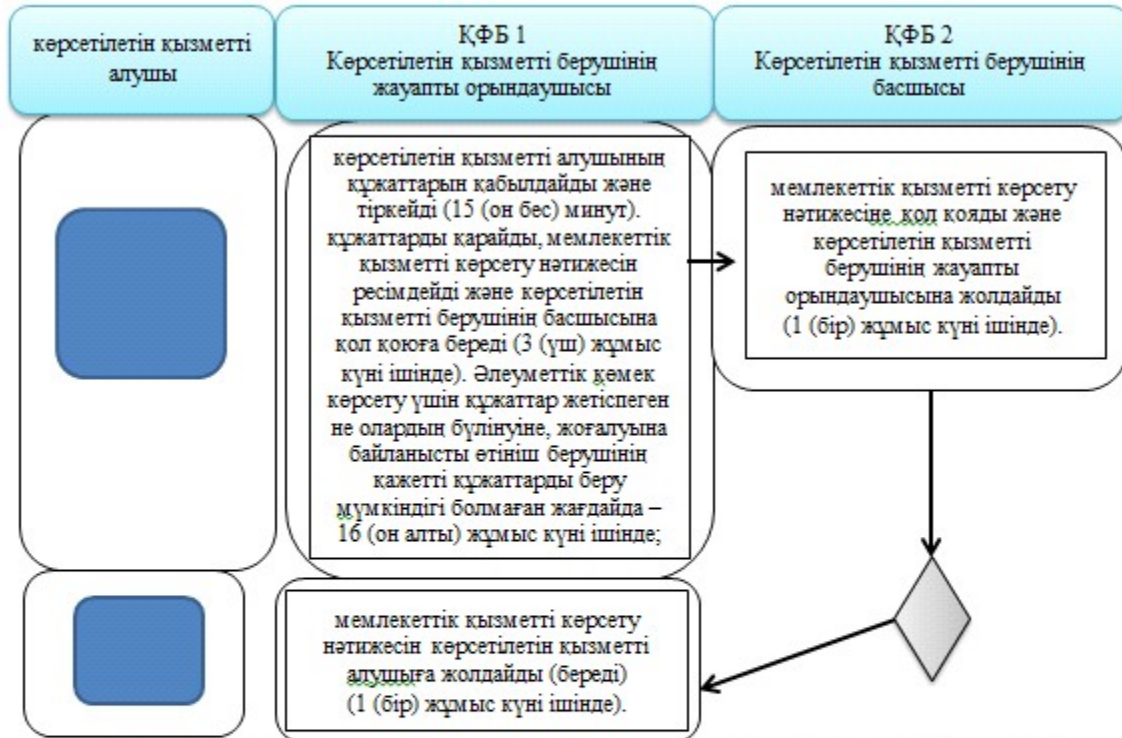 көрсетілетін қызметті
алушы
ҚФБ 1
Көрсетілетін қызметті берушінің
жауапты орындаушысы
ҚФБ 2
Көрсетілетін қызметті берушінің
басшысы
көрсетілетін қызметті алушының
құжаттарын қабылдайды және
тіркейді (15 (он бес) минут).
құжаттарды қарайды, мемлекеттік
қызметті көрсету нәтижесін
ресімдейді және көрсетілетін
қызметті берушінің басшысына
қол қоюға береді (3 (үш) жұмыс
күні ішінде). Әлеуметтік көмек
көрсету үшін құжаттар жетіспеген
не олардың бүлінуіне, жоғалуына
байланысты өтініш берушінің
қажетті құжаттарды беру
мүмкіндігі болмаған жағдайда –
16 (он алты) жұмыс күні ішінде;
мемлекеттік қызметті көрсету
нәтижесіне қол қояды және
көрсетілетін қызметті
берушінің жауапты
орындаушысына жолдайды
(1 (бір) жұмыс күні ішінде).
мемлекеттік қызметті көрсету
нәтижесін көрсетілетін қызметті
алушыға жолдайды (береді)
(1 (бір) жұмыс күні ішінде).